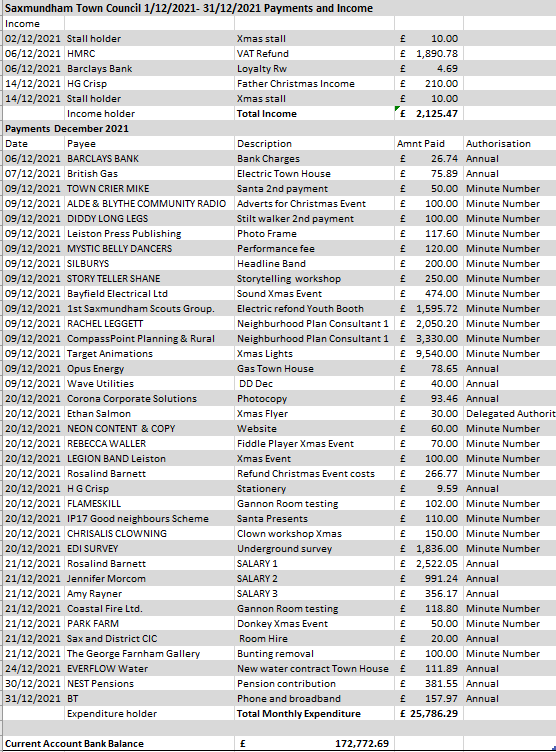 Saxmundham Town Council 1/12/2021- 31/12/2021 Payments and Income
Income
02/12/2021 Stall holder Xmas stall £ 10.00
06/12/2021 HMRC VAT Refund £ 1,890.78
06/12/2021 Barclays Bank Loyalty Rw £ 4.69
14/12/2021 HG Crisp Father Christmas Income £ 210.00
14/12/2021 Stall holder Xmas stall £ 10.00
Income holder Total Income £ 2,125.47
Payments December 2021
Date Payee Description Amnt Paid Authorisation
06/12/2021 BARCLAYS BANK Bank Charges £ 26.74 Annual
07/12/2021 British Gas Electric Town House £ 75.89 Annual
09/12/2021 TOWN CRIER MIKE Santa 2nd payment £ 50.00 Minute Number
09/12/2021 ALDE & BLYTHE COMMUNITY RADIO Adverts for Christmas Event £ 100.00 Minute Number
09/12/2021 DIDDY LONG LEGS Stilt walker 2nd payment £ 100.00 Minute Number
09/12/2021 Leiston Press Publishing Photo Frame £ 117.60 Minute Number
09/12/2021 MYSTIC BELLY DANCERS Performance fee £ 120.00 Minute Number
09/12/2021 SILBURYS Headline Band £ 200.00 Minute Number
09/12/2021 STORY TELLER SHANE Storytelling workshop £ 250.00 Minute Number
09/12/2021 Bayfield Electrical Ltd Sound Xmas Event £ 474.00 Minute Number
09/12/2021 1st Saxmundham Scouts Group. Electric refond Youth Booth £ 1,595.72 Minute Number
09/12/2021 RACHEL LEGGETT Neighburhood Plan Consultant 1 £ 2,050.20 Minute Number
09/12/2021 CompassPoint Planning & Rural Neighburhood Plan Consultant 1 £ 3,330.00 Minute Number
09/12/2021 Target Animations Xmas Lights £ 9,540.00 Minute Number
09/12/2021 Opus Energy Gas Town House £ 78.65 Annual
09/12/2021 Wave Utilities DD Dec £ 40.00 Annual
20/12/2021 Corona Corporate Solutions Photocopy £ 93.46 Annual
20/12/2021 Ethan Salmon Xmas Flyer £ 30.00 Delegated Authorit
20/12/2021 NEON CONTENT & COPY Website £ 60.00 Minute Number
20/12/2021 REBECCA WALLER Fiddle Player Xmas Event £ 70.00 Minute Number
20/12/2021 LEGION BAND Leiston Xmas Event £ 100.00 Minute Number
20/12/2021 Rosalind Barnett Refund Christmas Event costs £ 266.77 Minute Number
20/12/2021 H G Crisp Stationery £ 9.59 Annual
20/12/2021 FLAMESKILL Gannon Room testing £ 102.00 Minute Number
20/12/2021 IP17 Good neighbours Scheme Santa Presents £ 110.00 Minute Number
20/12/2021 CHRISALIS CLOWNING Clown workshop Xmas £ 150.00 Minute Number
20/12/2021 EDI SURVEY Underground survey £ 1,836.00 Minute Number
21/12/2021 Rosalind Barnett SALARY 1 £ 2,522.05 Annual
21/12/2021 Jennifer Morcom SALARY 2 £ 991.24 Annual
21/12/2021 Amy Rayner SALARY 3 £ 356.17 Annual
21/12/2021 Coastal Fire Ltd. Gannon Room testing £ 118.80 Minute Number
21/12/2021 PARK FARM Donkey Xmas Event £ 50.00 Minute Number
21/12/2021 Sax and District CIC Room Hire £ 20.00 Annual
21/12/2021 The George Farnham Gallery Bunting removal £ 100.00 Minute Number
24/12/2021 EVERFLOW Water New water contract Town House £ 111.89 Annual
30/12/2021 NEST Pensions Pension contribution £ 381.55 Annual
31/12/2021 BT Phone and broadband £ 157.97 Annual
Expenditure holder Total Monthly Expenditure £ 25,786.29
Current Account Bank Balance £ 172,772.69